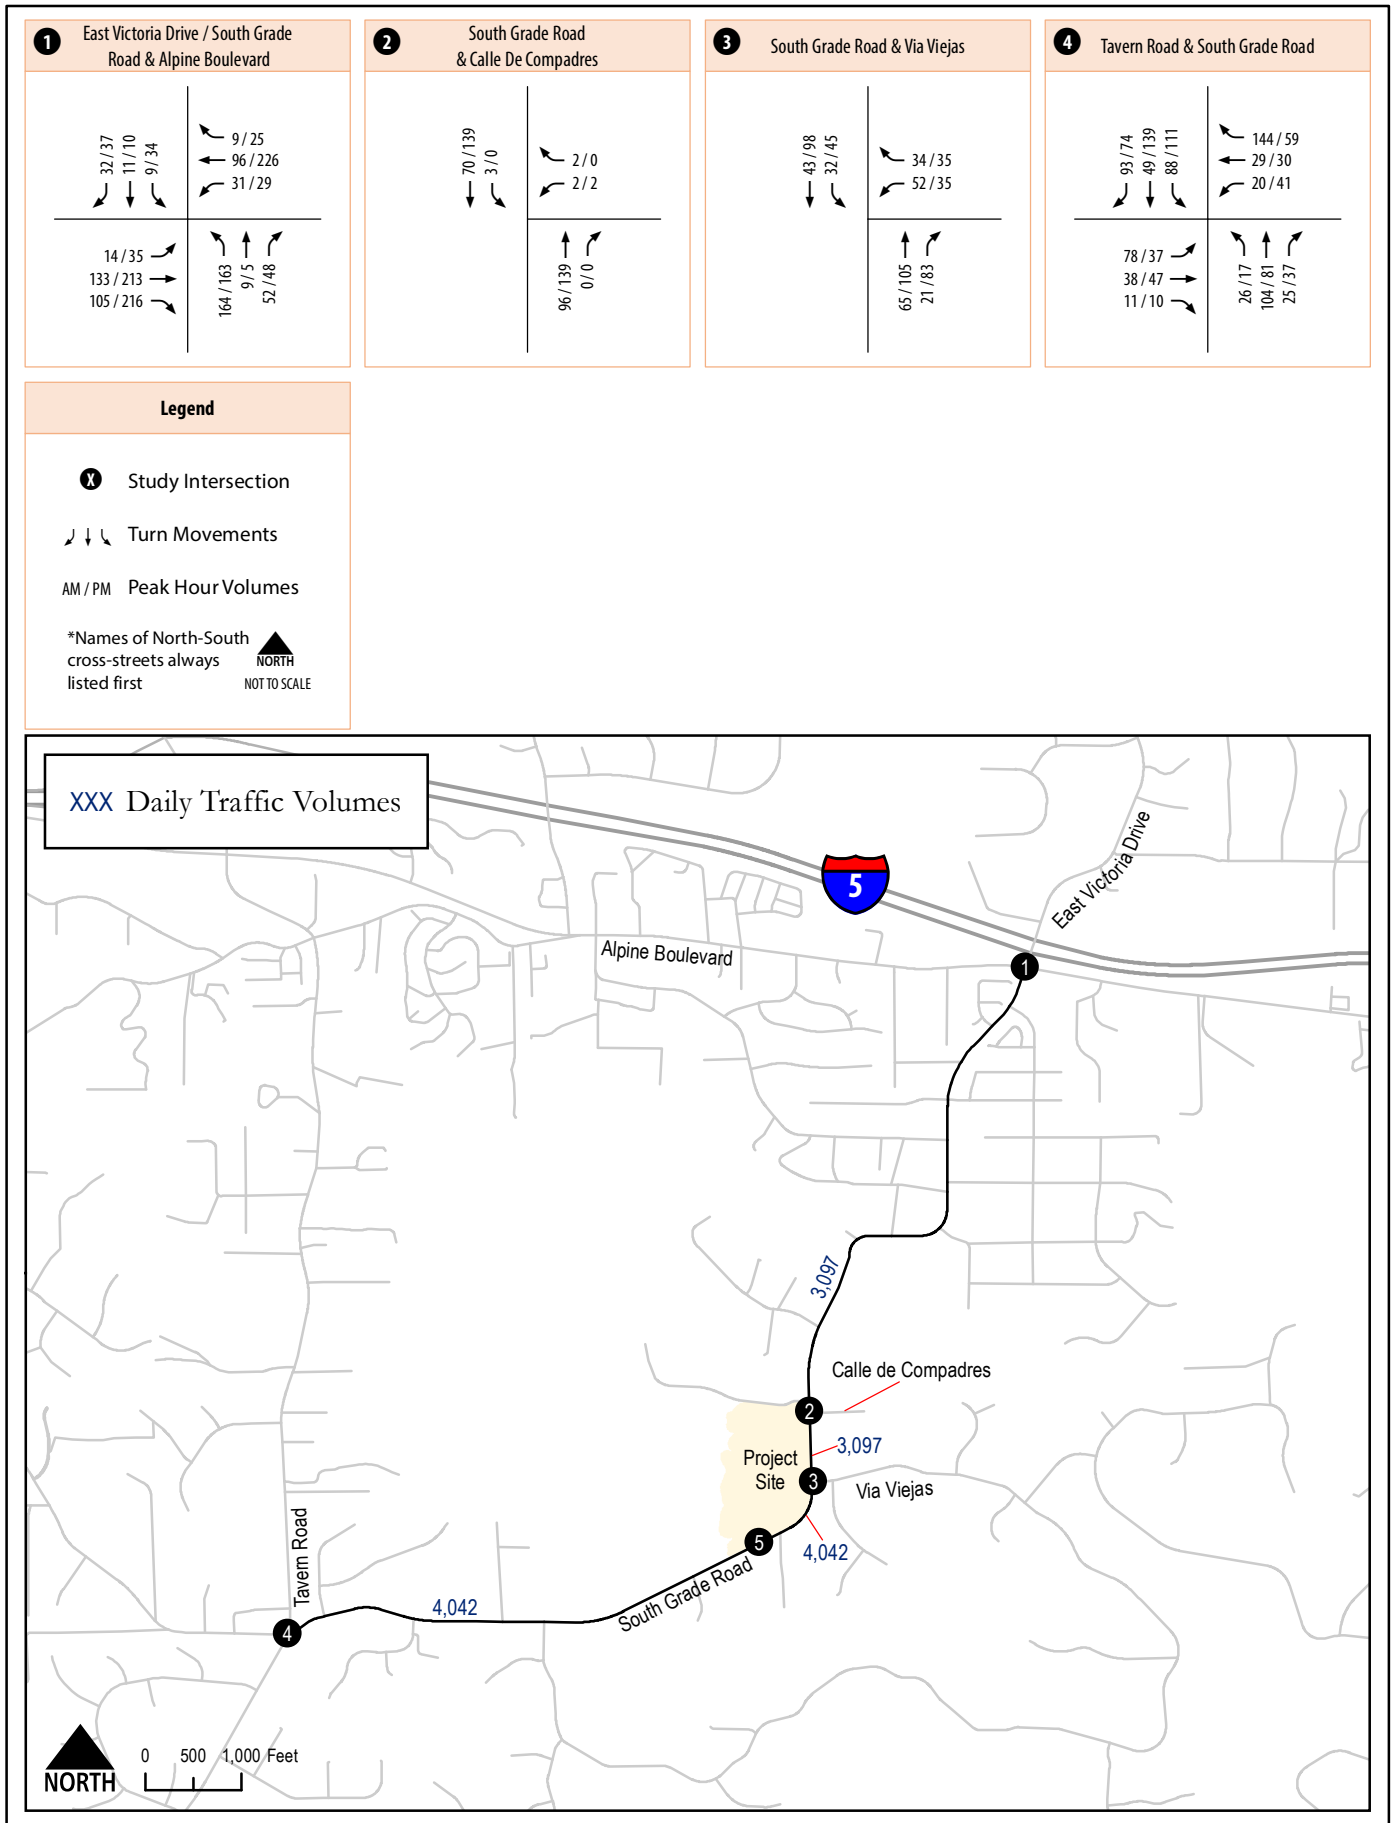 1
East Victoria Drive / South Grade
Road & Alpine Boulevard
32 / 37
11 / 10
9 / 34
9 / 25
96 / 226
31 / 29
14 / 35
133 / 213
105 / 216
164 / 163
9 / 5
52 / 48
2
South Grade Road
& Calle De Compadres
70 / 139
3 / 0
2 / 0
2 / 2
96 / 139
0 / 0
3
South Grade Road & Via Viejas
43 / 98
32 / 45
34 / 35
52 / 35
65 / 105
21 / 83
4
Tavern Road & South Grade Road
93 / 74
49 / 139
88 / 111
144 / 59
29 / 30
20 / 41
78 / 37
38 / 47
11 / 10
26 / 17
104 / 81
25 / 37
Legend
X Study Intersection
Turn Movements
AM / PM Peak Hour Volumes
*Names of North-South
cross-streets always
listed first
NORTH
NOT TO SCALE
XXX Daily Traffic Volumes
5
East Victoria Drive
Alpine Boulevard
1
3,097
Calle de Compadres
2
3,097
Project
Site
3
Via Viejas
5
4,042
South Grade Road
Tavern Road
4,042
4
NORTH
0 500 1,000 Feet